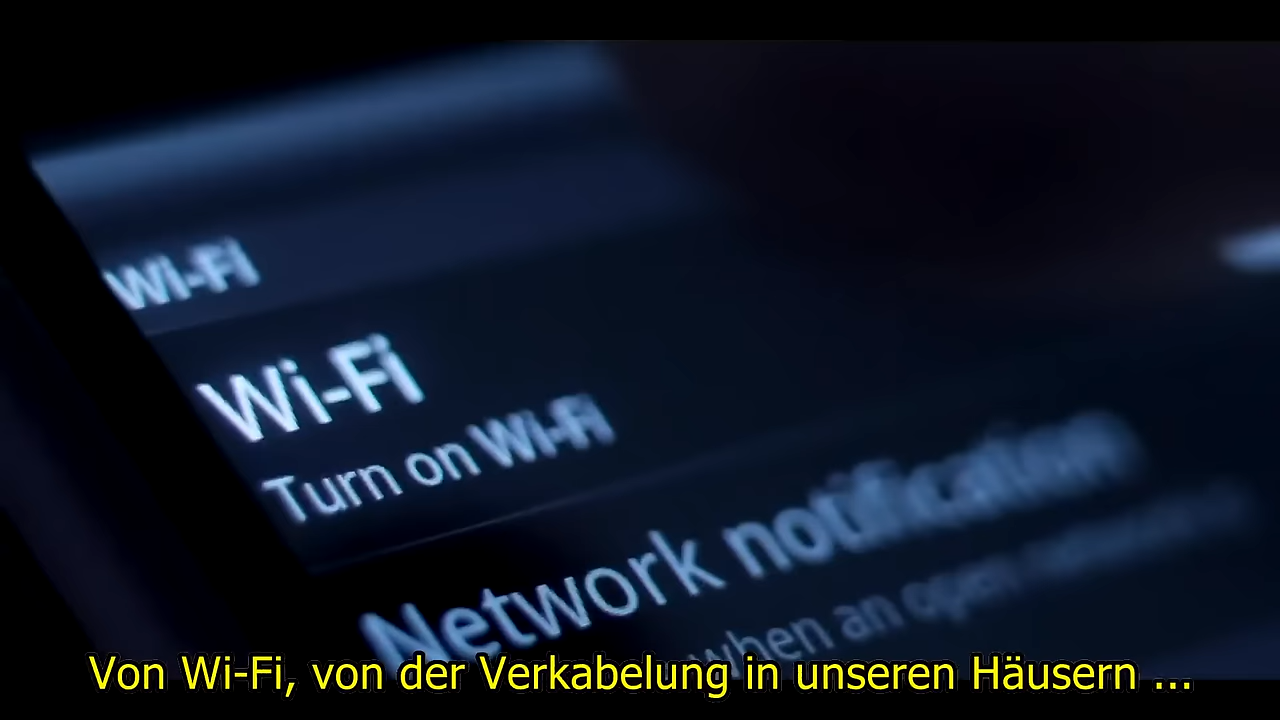 Wi-Fi
Wi-Fi
Turn on Wi-Fi
Network notification
when an open
Von Wi-Fi, von der Verkabelung in unseren Häusern ...